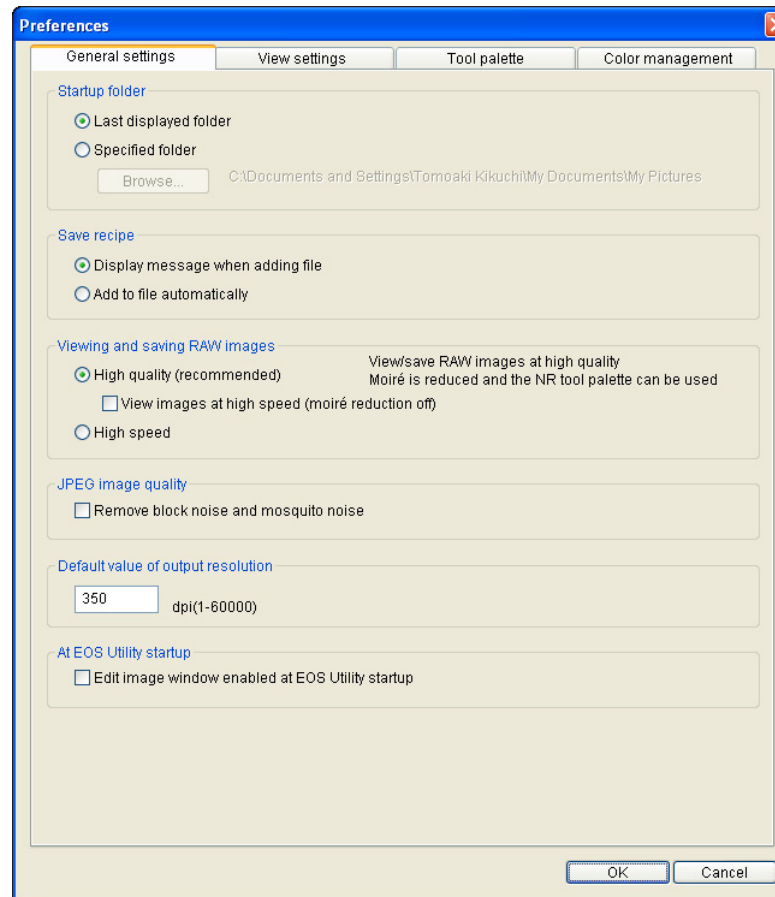 Preferences
General settings
View settings
Tool palette
Color management
Startup folder
Last displayed folder
Specified folder
Browse...
C:\Documents and Settings\Tomoaki Kikuchi\My Documents\My Pictures
Save recipe
Display message when adding file
Add to file automatically
Viewing and saving RAW images
High quality (recommended)
View/save RAW images at high quality
Moiré is reduced and the NR tool palette can be used
View images at high speed (moiré reduction off)
High speed
JPEG image quality
Remove block noise and mosquito noise
Default value of output resolution
350
dpi(1-60000)
At EOS Utility startup
Edit image window enabled at EOS Utility startup
OK
Cancel